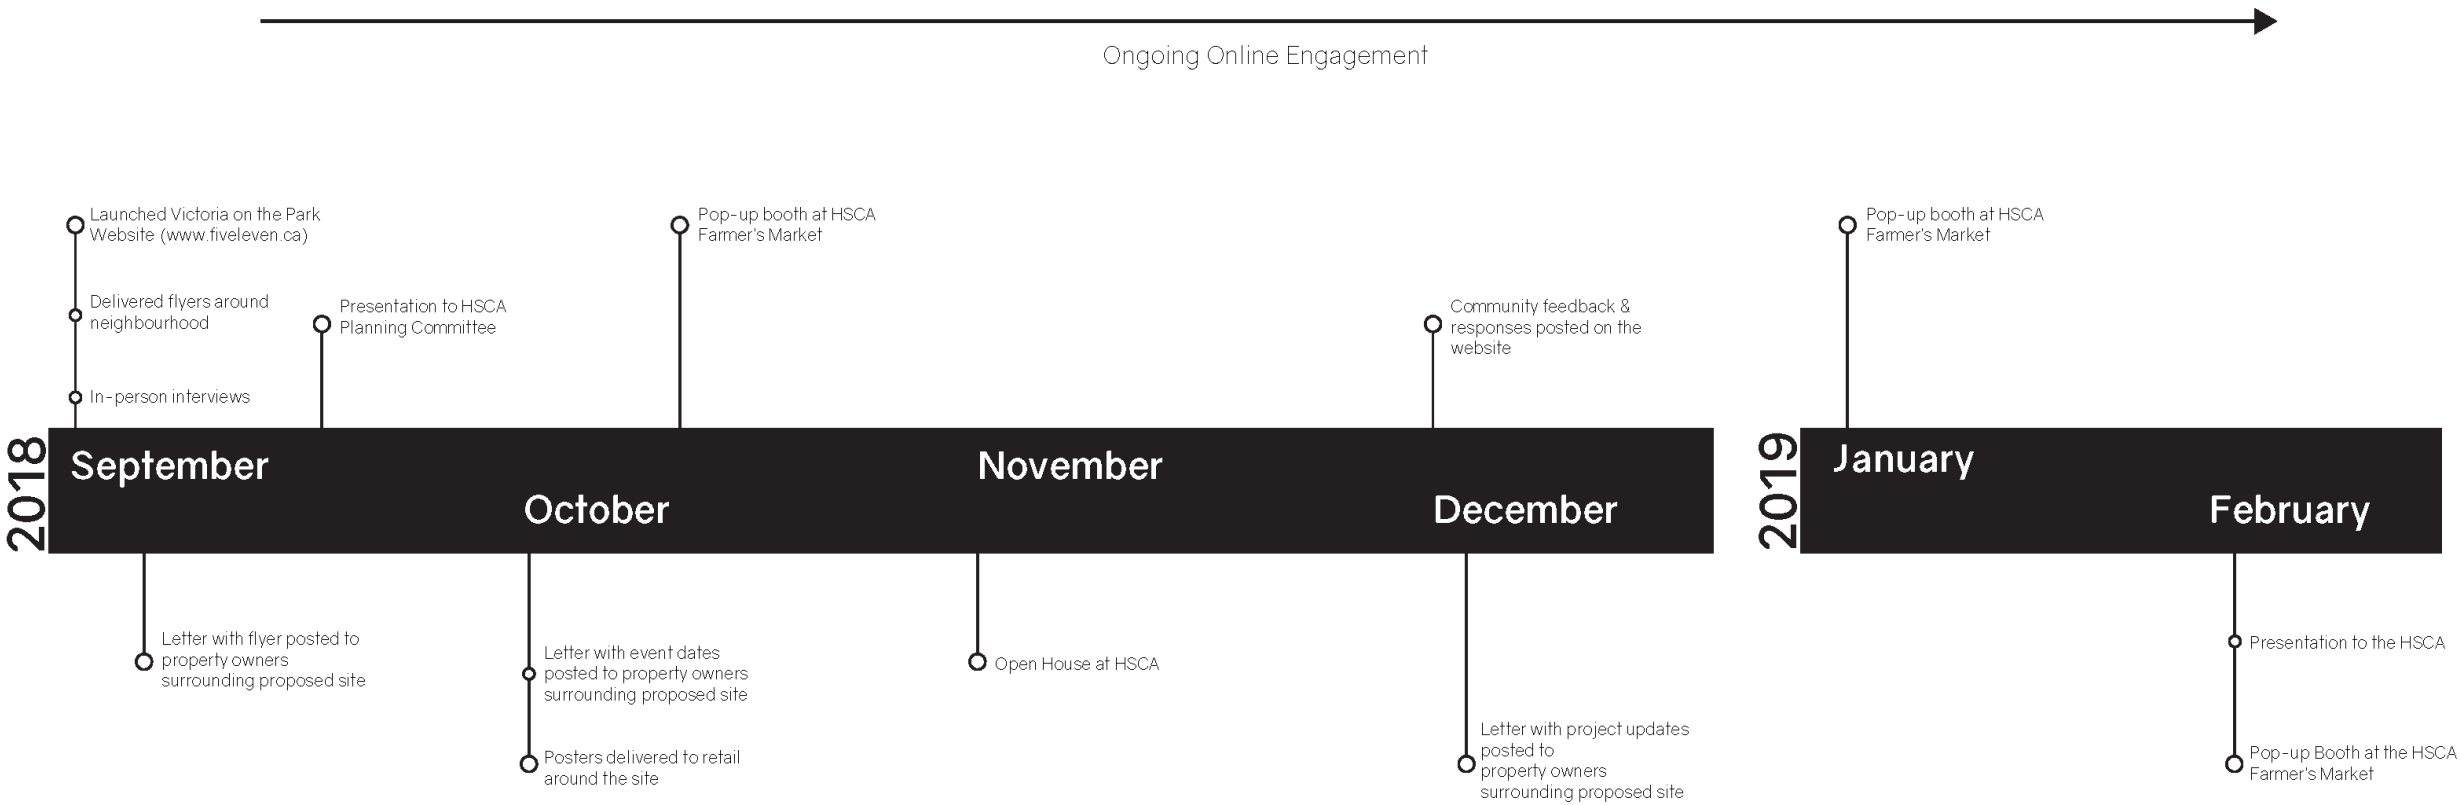 Ongoing Online Engagement
Launched Victoria on the Park
Website (www.fiveleven.ca)
Delivered flyers around
neighbourhood
In-person interviews
Presentation to HSCA
Planning Committee
Pop-up booth at HSCA
Farmer's Market
Community feedback &
responses posted on the
website
Pop-up booth at HSCA
Farmer's Market
2018
September
October
November
December
2019
January
February
Letter with flyer posted to
property owners
surrounding proposed site
Letter with event dates
posted to property owners
surrounding proposed site
Posters delivered to retail
around the site
Open House at HSCA
Letter with project updates
posted to
property owners
surrounding proposed site
Presentation to the HSCA
Pop-up Booth at the HSCA
Farmer's Market